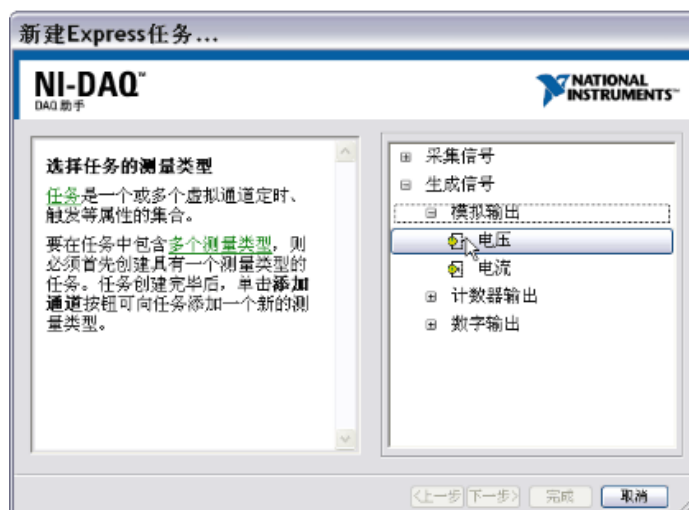 新建Express任务...
NI-DAQ™
DAQ 助手
NATIONAL
INSTRUMENTS™
选择任务的测量类型
任务是一个或多个虚拟通道定时、
触发等属性的集合。
要在任务中包含多个测量类型，则
必须首先创建具有一个测量类型的
任务。任务创建完毕后，单击添加
通道按钮可向任务添加一个新的测
量类型。
采集信号
生成信号
模拟输出
电压
电流
计数器输出
数字输出
<上一步 下一步> 完成 取消